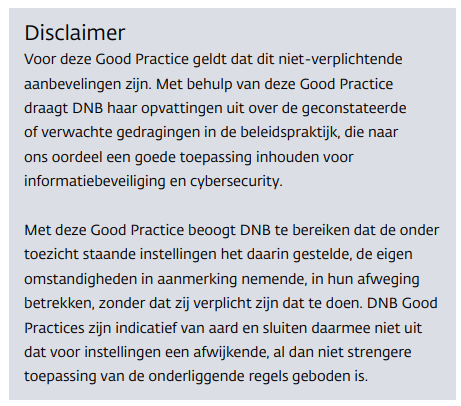 Disclaimer
Voor deze Good Practice geldt dat dit niet-verplichtende
aanbevelingen zijn. Met behulp van deze Good Practice
draagt DNB haar opvattingen uit over de geconstateerde
of verwachte gedragingen in de beleidspraktijk, die naar
ons oordeel een goede toepassing inhouden voor
informatiebeveiliging en cybersecurity.
Met deze Good Practice beoogt DNB te bereiken dat de onder
toezicht staande instellingen het daarin gestelde, de eigen
omstandigheden in aanmerking nemende, in hun afweging
betrekken, zonder dat zij verplicht zijn dat te doen. DNB Good
Practices zijn indicatief van aard en sluiten daarmee niet uit
dat voor instellingen een afwijkende, al dan niet strengere
toepassing van de onderliggende regels geboden is.